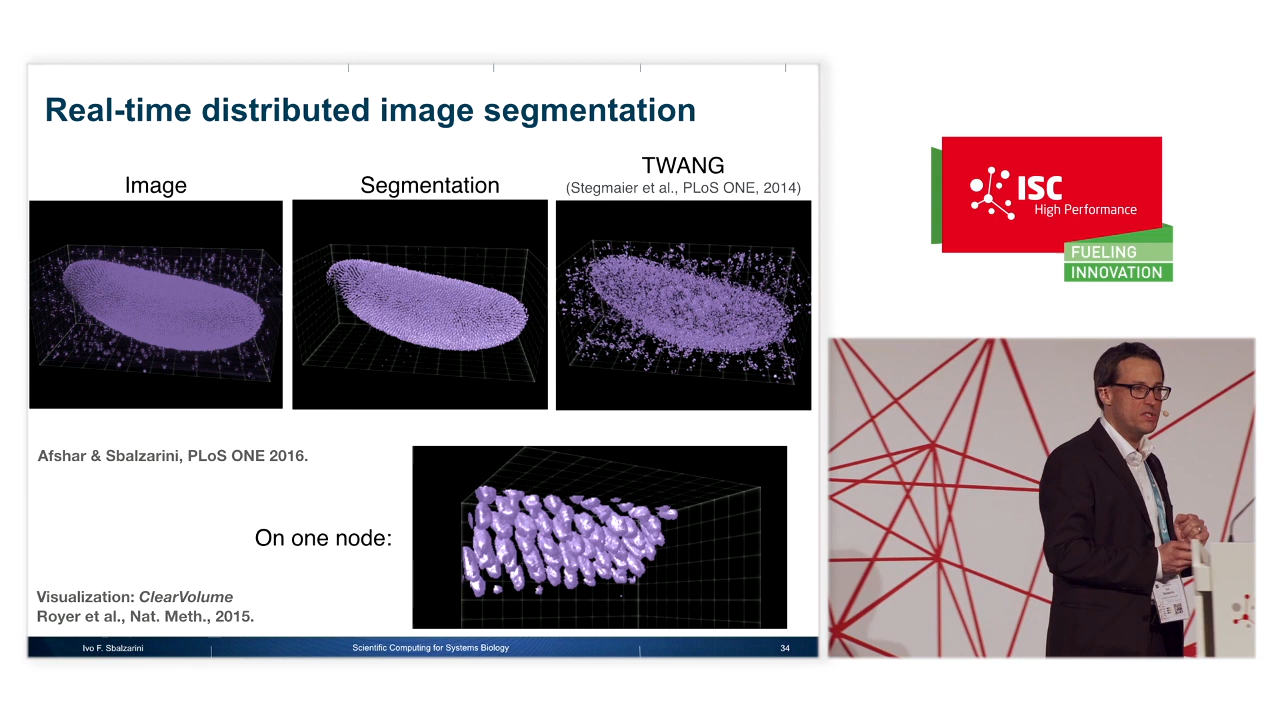 Real-time distributed image segmentation
Image
Segmentation
TWANG
(Stegmaier et al., PLoS ONE, 2014)
Afshar & Sbalzarini, PLoS ONE 2016.
On one node:
Visualization: ClearVolume
Royer et al., Nat. Meth., 2015.
Ivo F. Sbalzarini
Scientific Computing for Systems Biology
34
ISC
High Performance
FUELING
INNOVATION